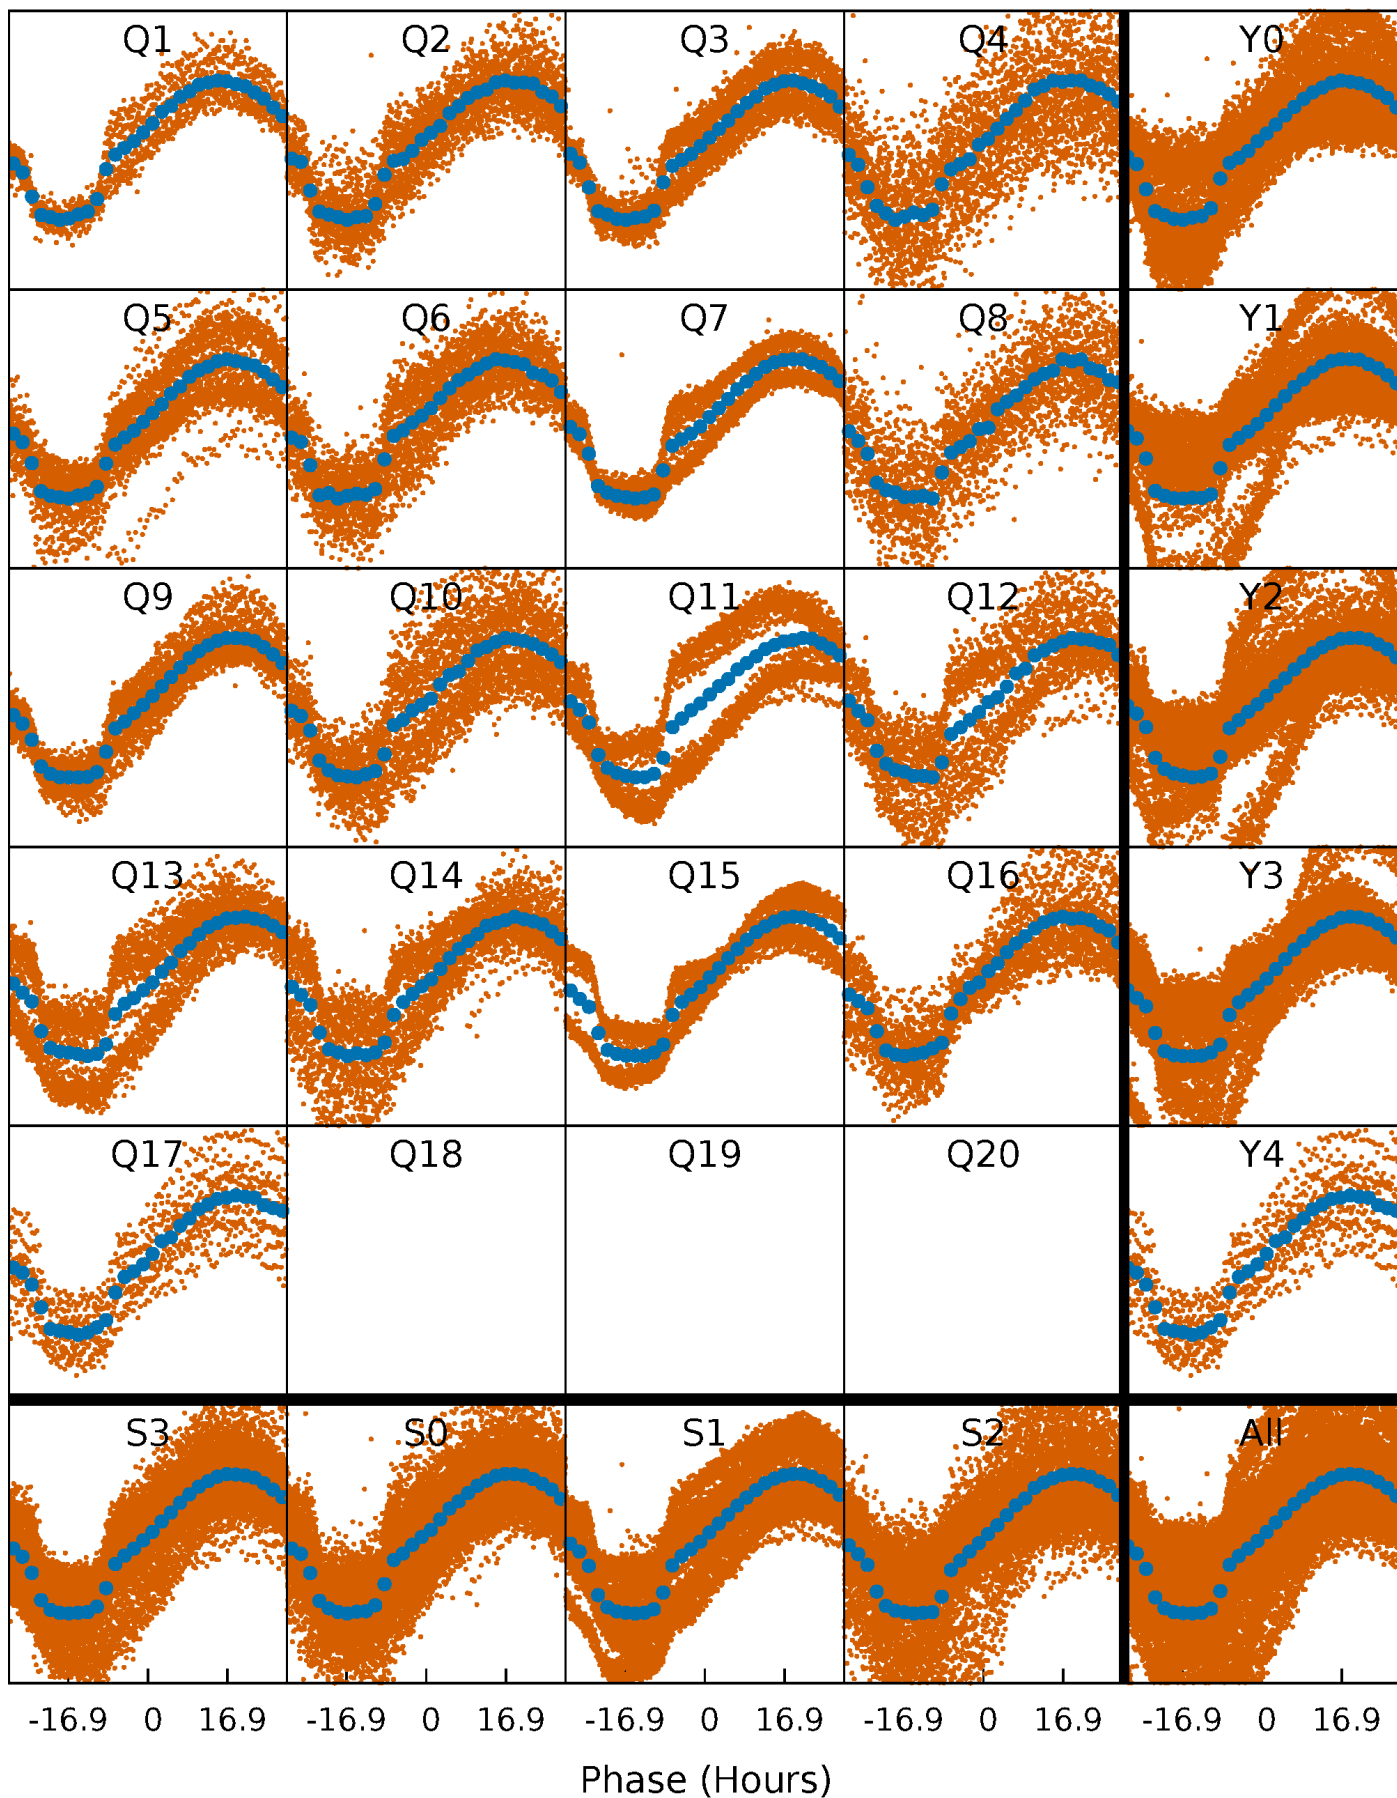 Q1 Q2 Q3 Q4 Y0
Q5 Q6 Q7 Q8 Y1
Q9 Q10 Q11 Q12 Y2
Q13 Q14 Q15 Q16 Y3
Q17 Q18 Q19 Q20 Y4
S3 S0 S1 S2 All
-16.9 0 16.9 -16.9 0 16.9 -16.9 0 16.9 -16.9 0 16.9 -16.9 0 16.9
Phase (Hours)